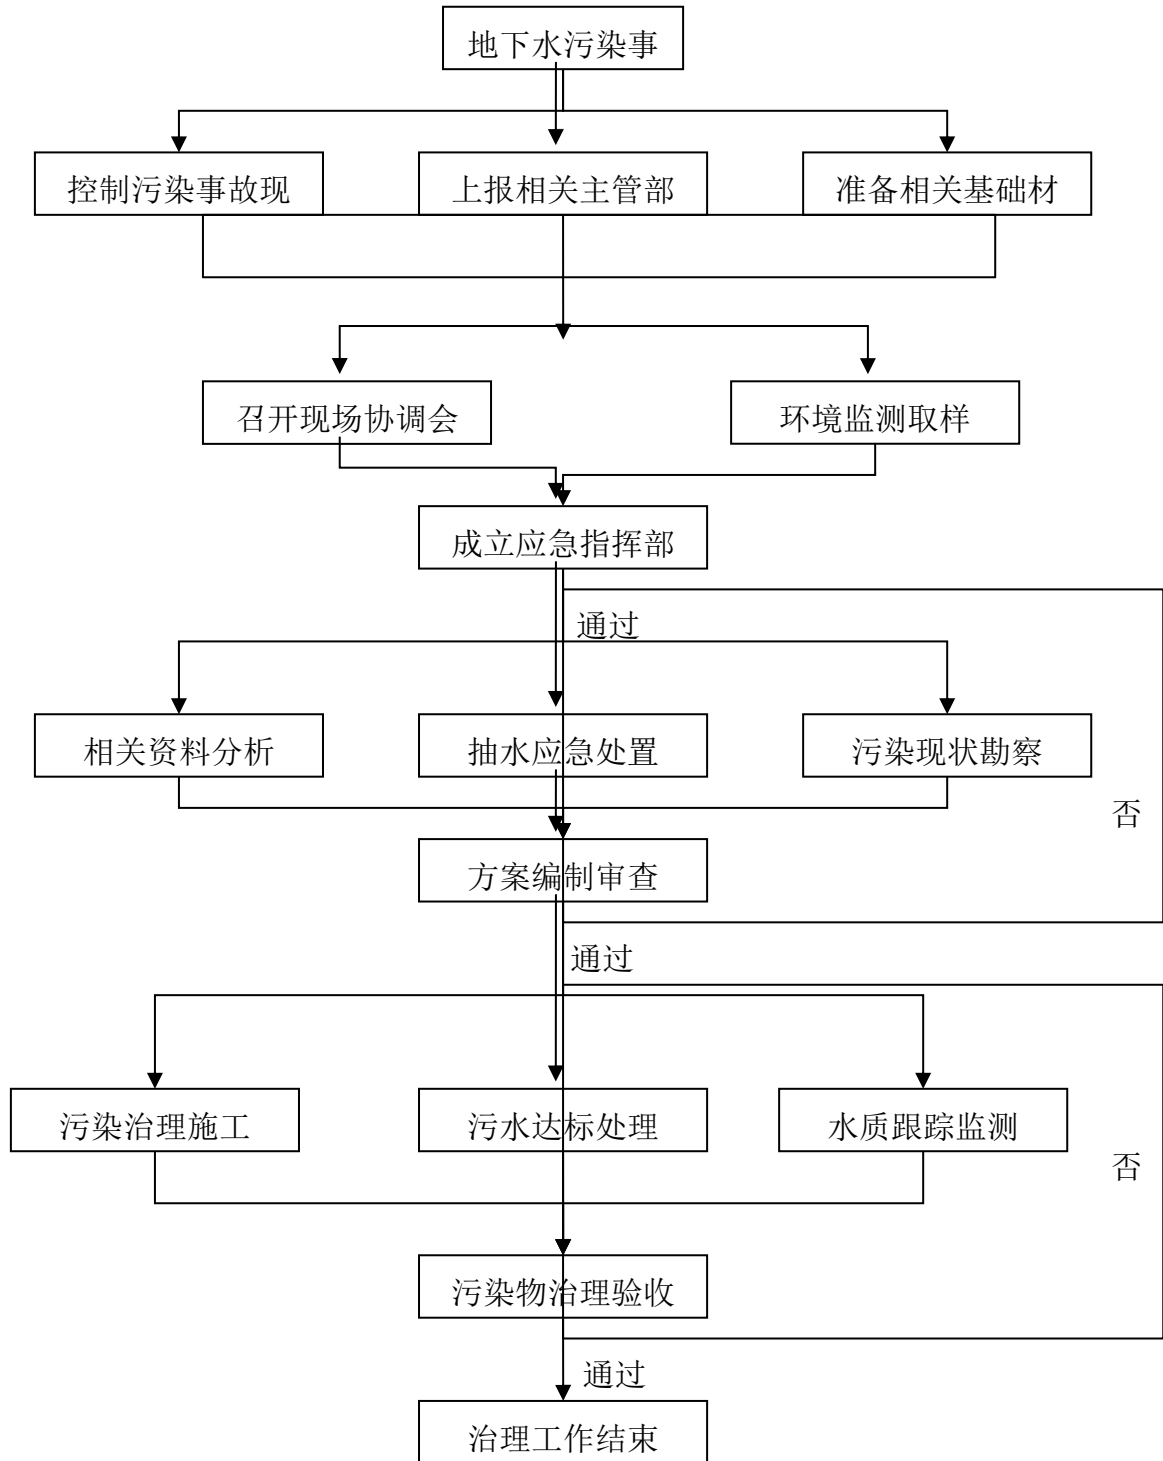 地下水污染事
控制污染事故现
上报相关主管部
准备相关基础材
召开现场协调会
环境监测取样
成立应急指挥部
通过
相关资料分析
抽水应急处置
污染现状勘察
否
方案编制审查
通过
污染治理施工
污水达标处理
水质跟踪监测
否
污染物治理验收
通过
治理工作结束